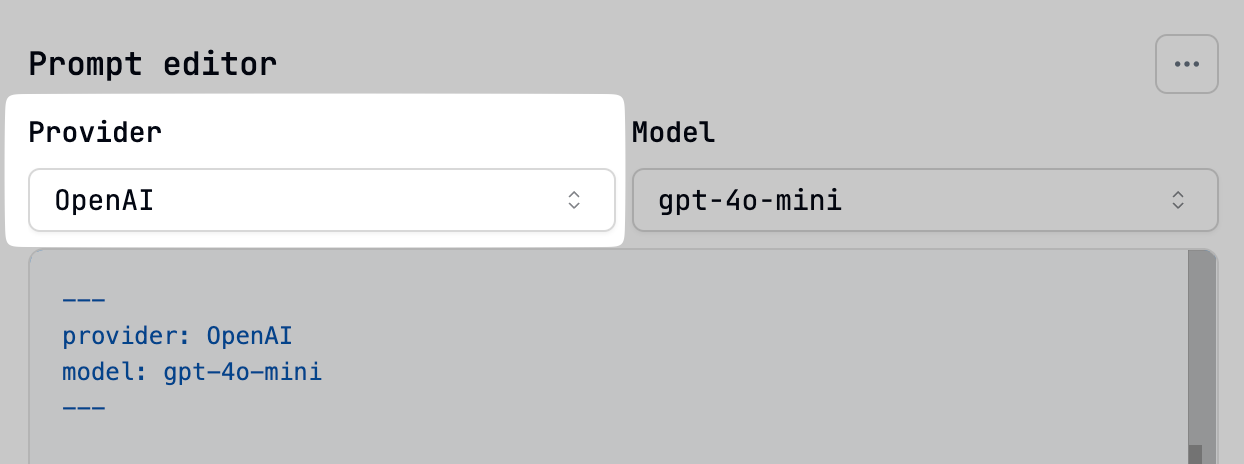 Prompt editor
Provider
Model
OpenAI
gpt-4o-mini
---
provider: OpenAI
model: gpt-4o-mini
---